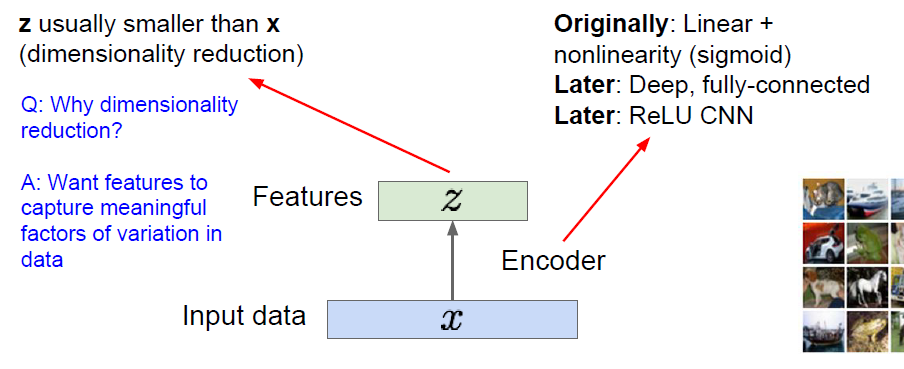 z usually smaller than x
(dimensionality reduction)
Q: Why dimensionality
reduction?
A: Want features to
capture meaningful
factors of variation in
data
Originally: Linear +
nonlinearity (sigmoid)
Later: Deep, fully-connected
Later: ReLU CNN
Features
z
Encoder
Input data
x